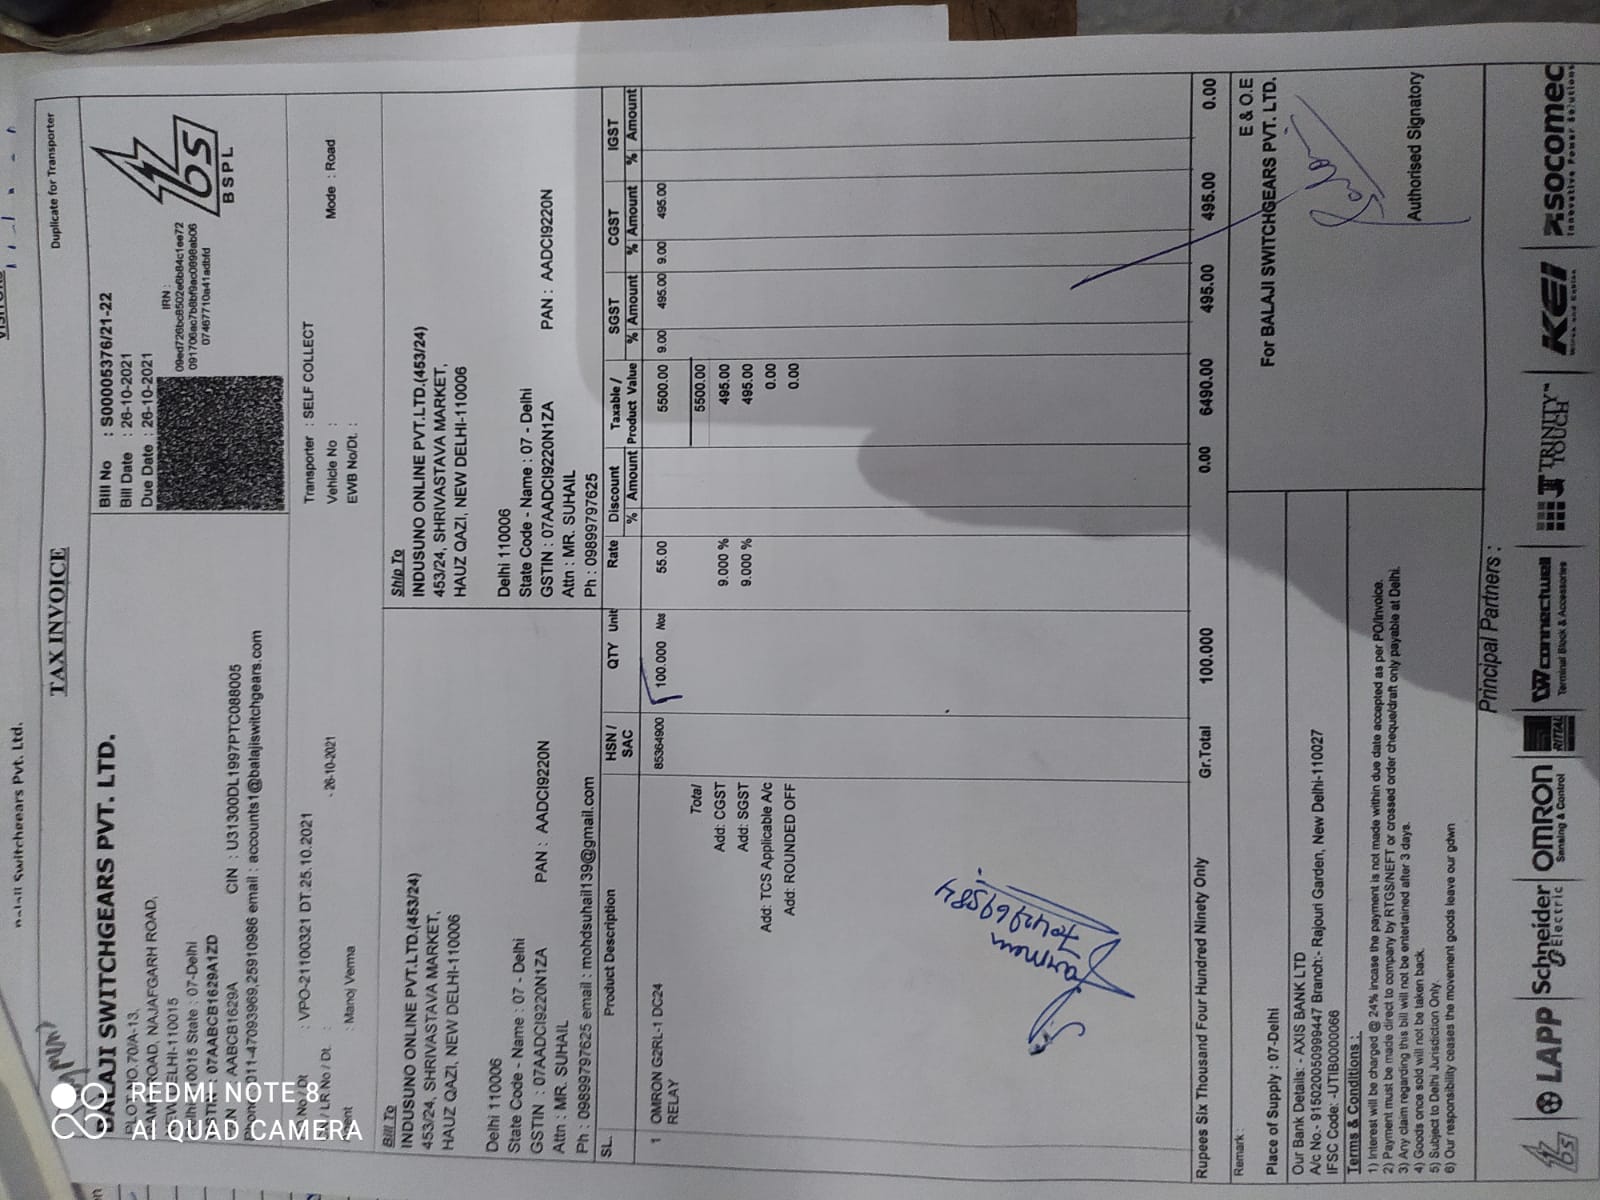 TAX INVOICE
Duplicate for Transporter
BALAJI SWITCHGEARS PVT. LTD.
PLOT NO.70/A-13,
ROAD, NAJAFGARH ROAD,
DELHI-110015
Delhi 110015 State : 07-Delhi
GSTIN : 07AABCB1629A1ZD
PAN : AABCB1629A CIN : U31300DL1997PTC088005
Phone : 011-47093969,25910986 email : accounts1@balajiswitchgears.com
Bill No : S00005376/21-22
Bill Date : 26-10-2021
Due Date : 26-10-2021
IRN :
BSPL
: VPO-21100321 DT.25.10.2021
/ LR.No / Dt. - 26-10-2021
: Manoj Verma
Transporter : SELF COLLECT
Vehicle No : Mode : Road
EWB No/Dt. :
Bill To
INDUSUNO ONLINE PVT.LTD.(453/24)
453/24, SHRIVASTAVA MARKET,
HAUZ QAZI, NEW DELHI-110006
Delhi 110006
State Code - Name : 07 - Delhi
GSTIN : 07AADCI9220N1ZA PAN : AADCI9220N
Attn : MR. SUHAIL
Ph : 09899797625 email : mohdsuhail139@gmail.com
Ship To
INDUSUNO ONLINE PVT.LTD.(453/24)
453/24, SHRIVASTAVA MARKET,
HAUZ QAZI, NEW DELHI-110006
Delhi 110006
State Code - Name : 07 - Delhi
GSTIN : 07AADCI9220N1ZA PAN : AADCI9220N
Attn : MR. SUHAIL
Ph : 09899797625
SL. Product Description HSN / SAC QTY Unit Rate Discount % Amount Taxable / Product Value SGST % Amount CGST % Amount IGST % Amount
1 OMRON G2RL-1 DC24 85364900 100.000 Nos 55.00 5500.00 9.00 495.00 9.00 495.00
RELAY
Total 5500.00
Add: CGST 9.000 % 495.00
Add: SGST 9.000 % 495.00
Add: TCS Applicable A/c 0.00
Add: ROUNDED OFF 0.00
Rupees Six Thousand Four Hundred Ninety Only Gr.Total 100.000 0.00 6490.00 495.00 495.00 0.00
Remark :
Place of Supply : 07-Delhi
Our Bank Details: - AXIS BANK LTD
A/c No.- 915020050999447 Branch:- Rajouri Garden, New Delhi-110027
IFSC Code: -UTIB0000066
Terms & Conditions :
1) Interest will be charged @ 24% incase the payment is not made within due date accepted as per PO/Invoice.
2) Payment must be made direct to company by RTGS/NEFT or crossed order cheque/draft only payable at Delhi.
3) Any claim regarding this bill will not be entertained after 3 days.
4) Goods once sold will not be taken back.
5) Subject to Delhi Jurisdiction Only.
6) Our responsibility ceases the movement goods leave our gdwn
E & O.E
For BALAJI SWITCHGEARS PVT. LTD.
Authorised Signatory
Principal Partners :
bs LAPP Schneider Electric OMRON Sensing & Control RITTAL connectwell Terminal Block & Accessories TRINITY TOUCH KEI Wires and Cables socomec Innovative Power Solutions
REDMI NOTE 8
AI QUAD CAMERA